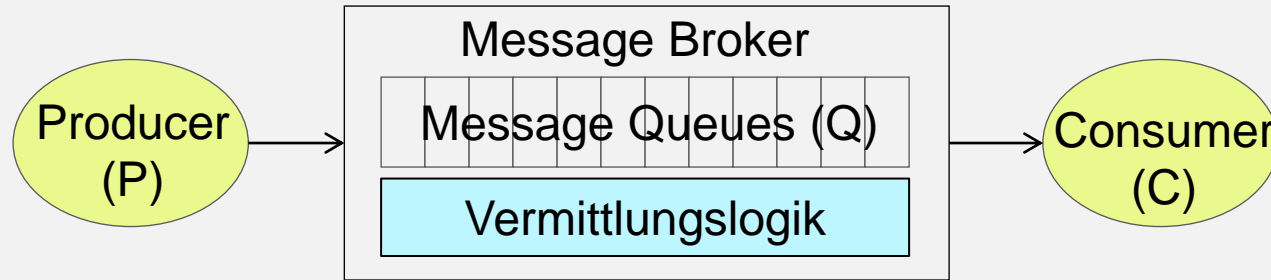 Message Broker
Producer
(P)
Message Queues (Q)
Vermittlungslogik
Consumer
(C)